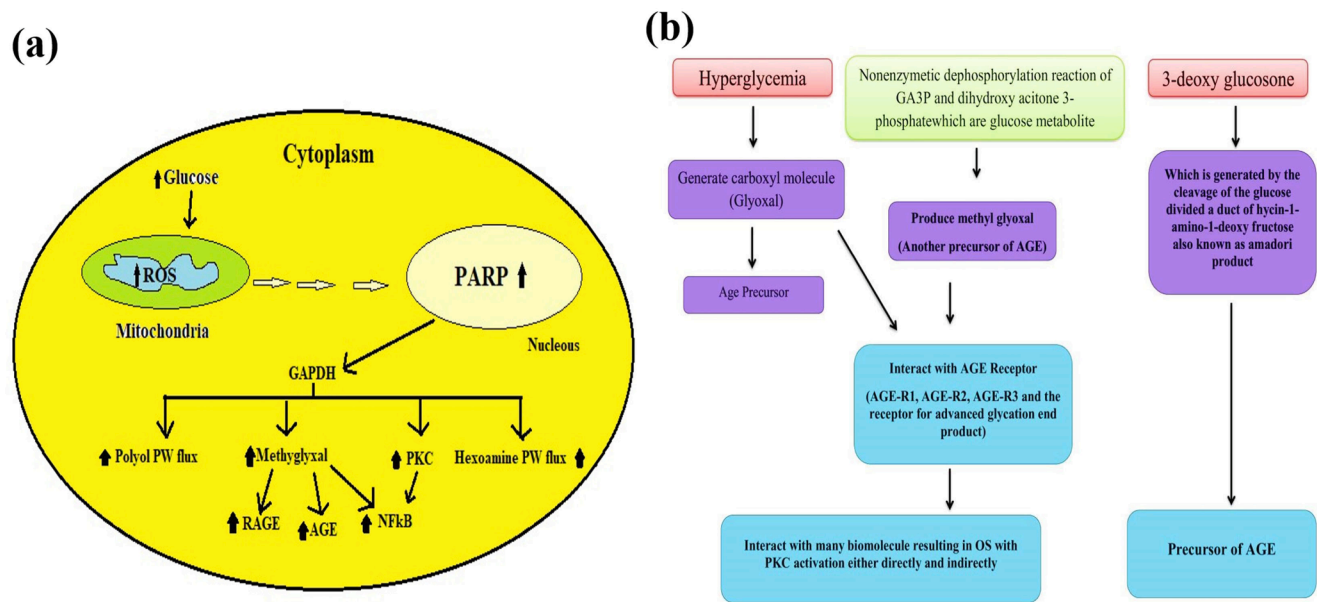 (a)
Cytoplasm
Glucose
ROS
Mitochondria
PARP
Nucleous
GAPDH
Polyol PW flux
Methyglyxal
PKC
Hexoamine PW flux
RAGE
AGE
NFkB
(b)
Hyperglycemia
Nonenzymetic dephosphorylation reaction of
GA3P and dihydroxy acitone 3-
phosphatewhich are glucose metabolite
3-deoxy glucosone
Generate carboxyl molecule
(Glyoxal)
Produce methyl glyoxal
(Another precursor of AGE)
Which is generated by the
cleavage of the glucose
divided a duct of hycin-1-
amino-1-deoxy fructose
also known as amadori
product
Age Precursor
Interact with AGE Receptor
(AGE-R1, AGE-R2, AGE-R3 and the
receptor for advanced glycation end
product)
Interact with many biomolecule resulting in OS with
PKC activation either directly and indirectly
Precursor of AGE